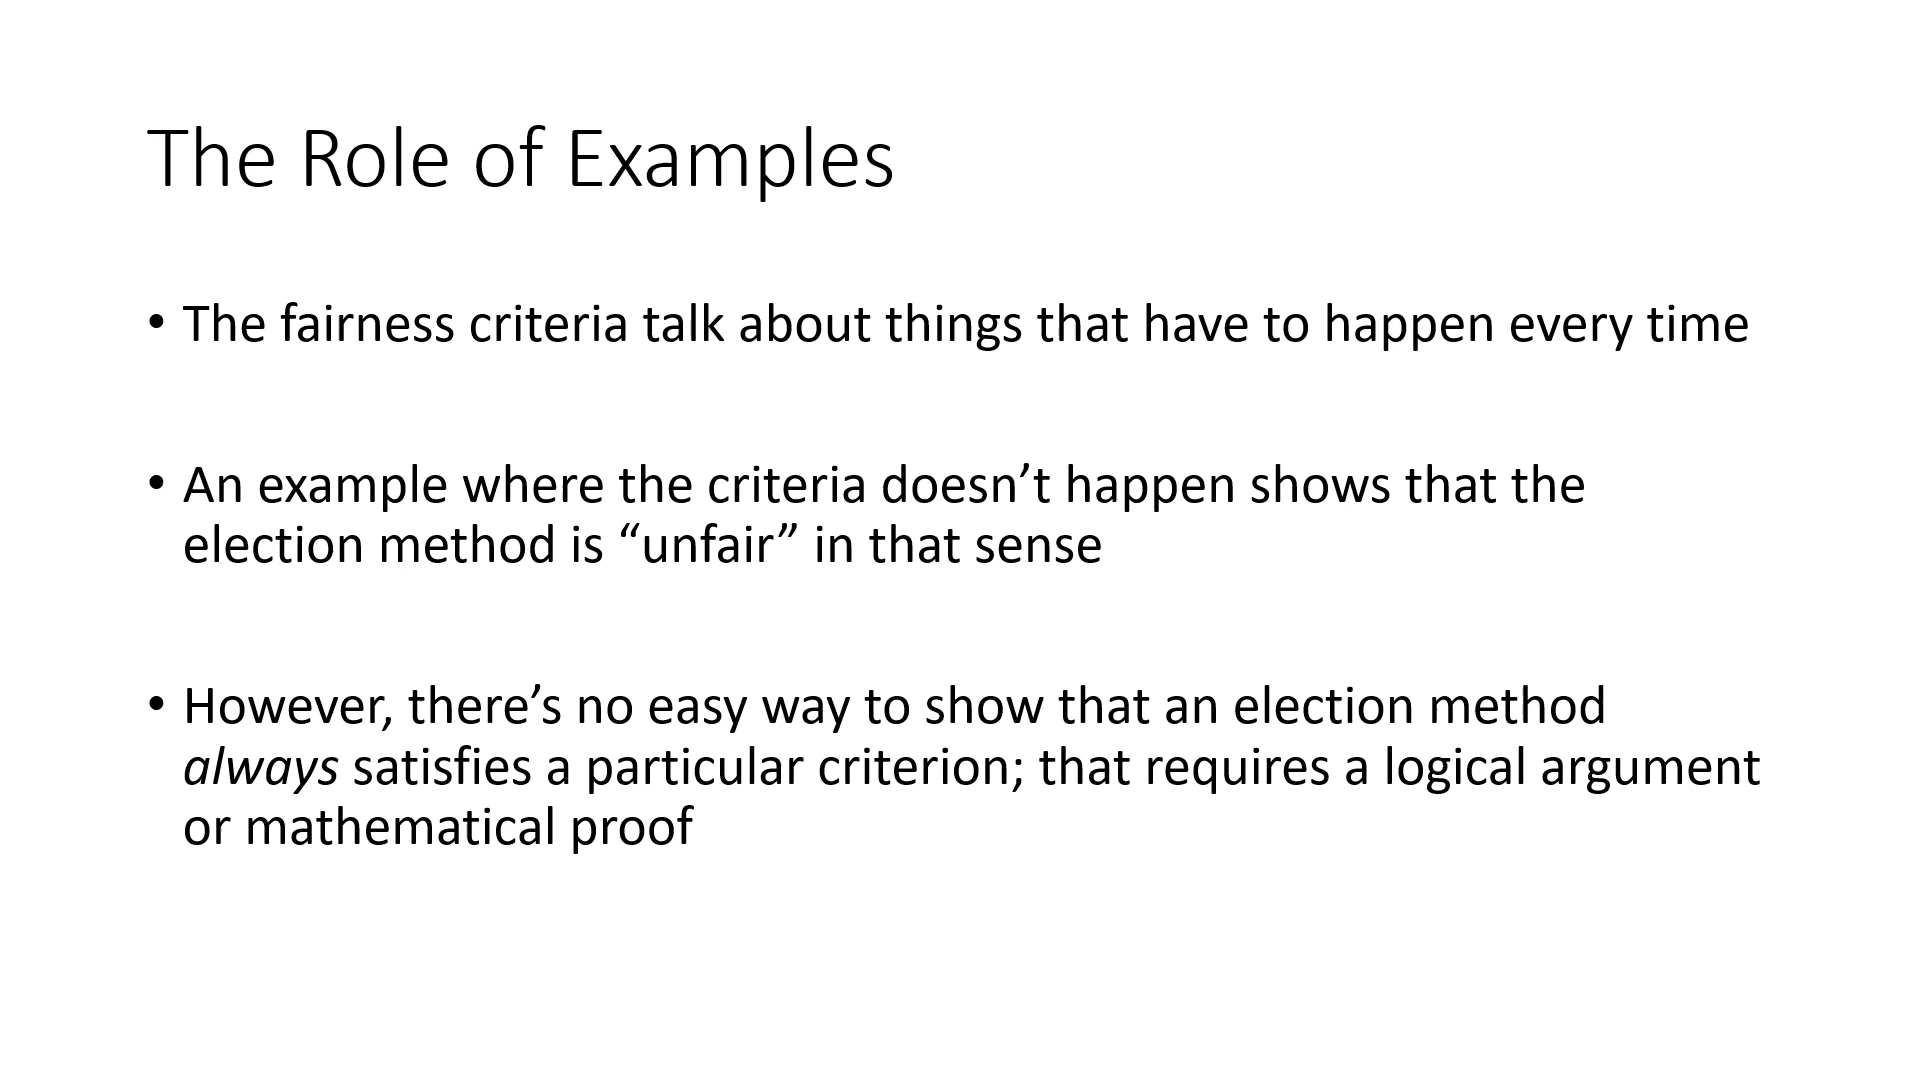 The Role of Examples
• The fairness criteria talk about things that have to happen every time
• An example where the criteria doesn’t happen shows that the
election method is “unfair” in that sense
• However, there’s no easy way to show that an election method
always satisfies a particular criterion; that requires a logical argument
or mathematical proof